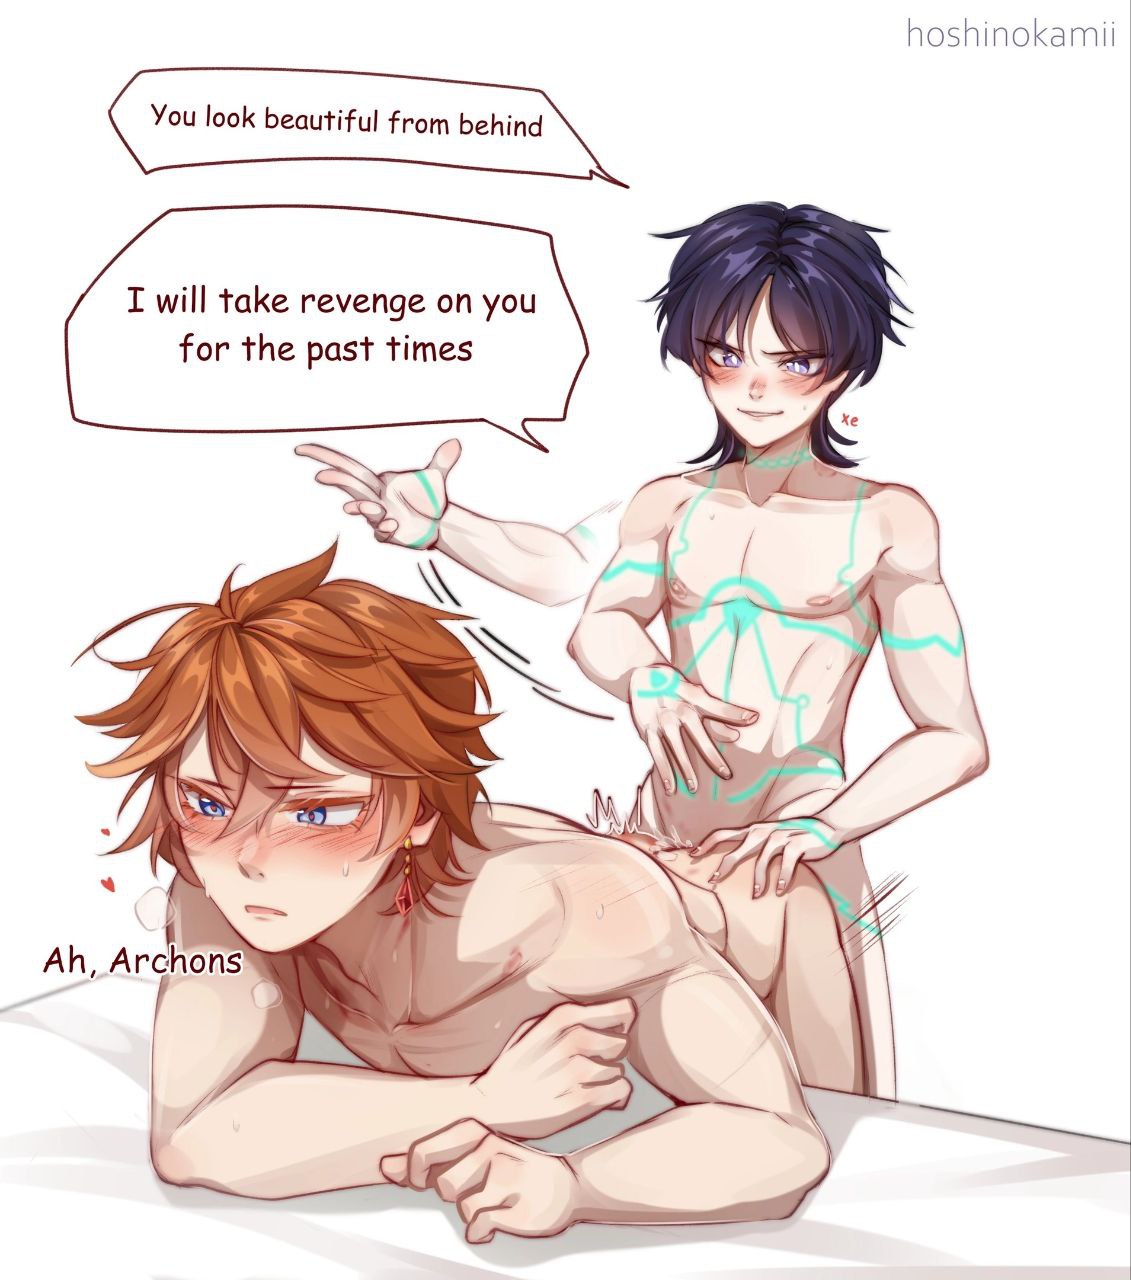 hoshinokamii
You look beautiful from behind
I will take revenge on you
for the past times
xe
Ah, Archons